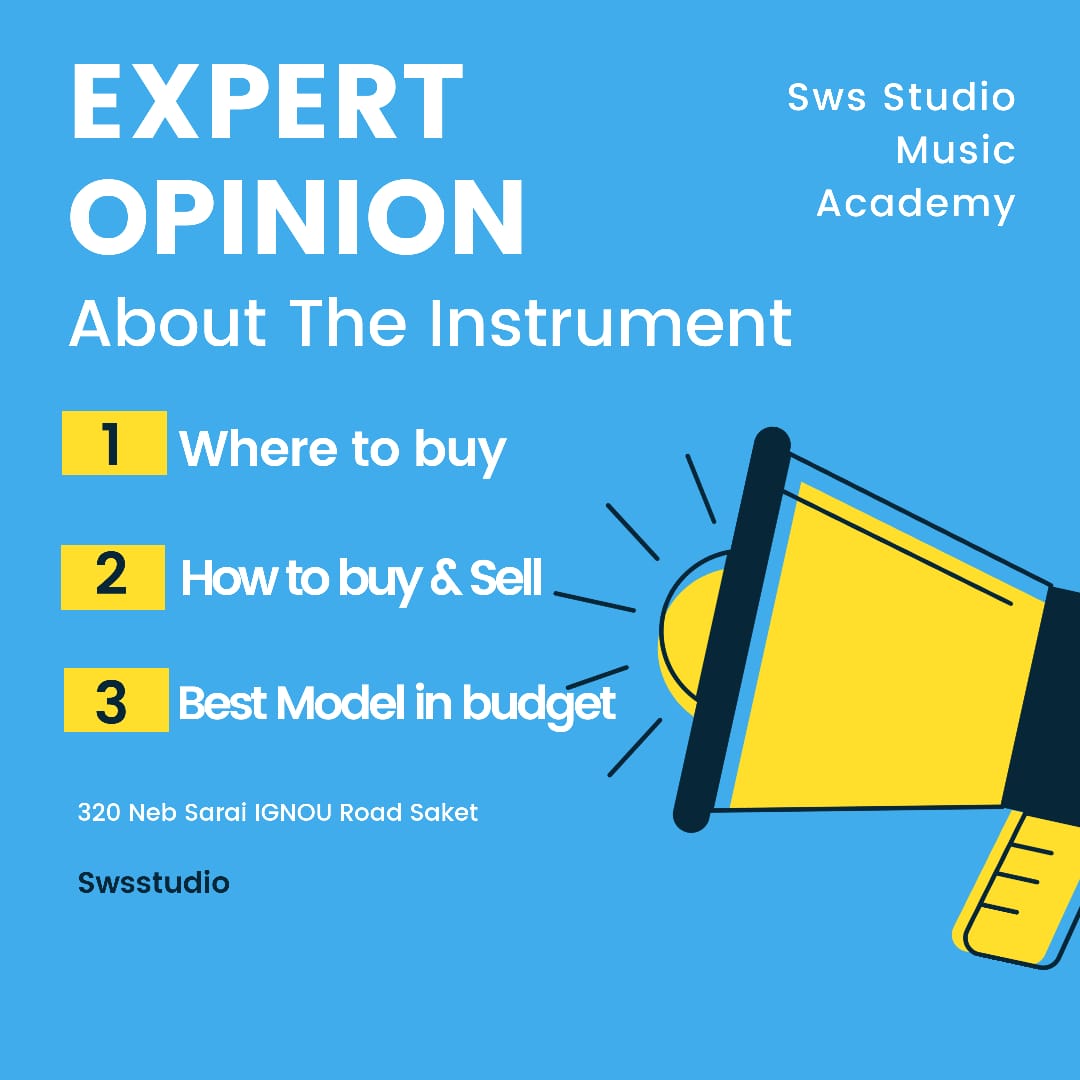 EXPERT
OPINION
About The Instrument
Sws Studio
Music
Academy
1 Where to buy
2 How to buy & Sell
3 Best Model in budget
320 Neb Sarai IGNOU Road Saket
Swsstudio